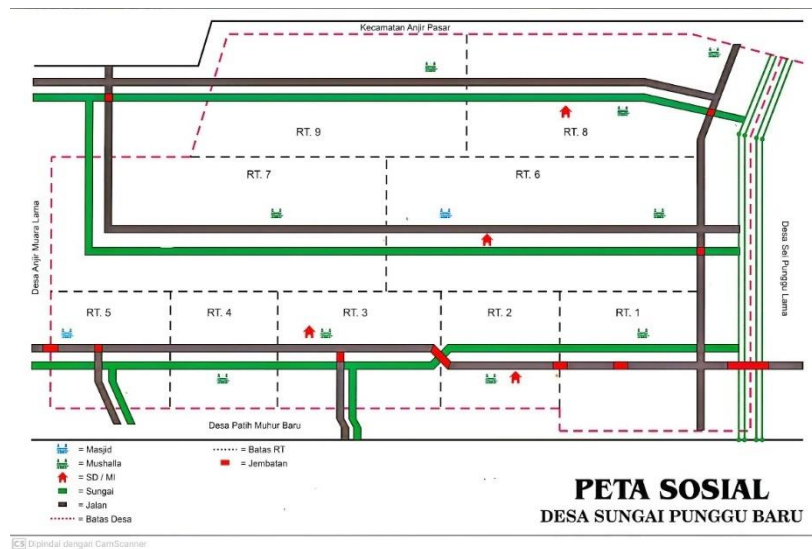 Kecamatan Anjir Pasar
RT. 9
RT. 8
RT. 7
RT. 6
Desa Anjir Muara Lama
Desa Sei Punggu Lama
RT. 5
RT. 4
RT. 3
RT. 2
RT. 1
Desa Patih Muhur Baru
= Masjid
= Mushalla
= SD / MI
= Sungai
= Jalan
= Batas Desa
= Batas RT
= Jembatan
PETA SOSIAL
DESA SUNGAI PUNGGU BARU
CS Dipindai dengan CamScanner